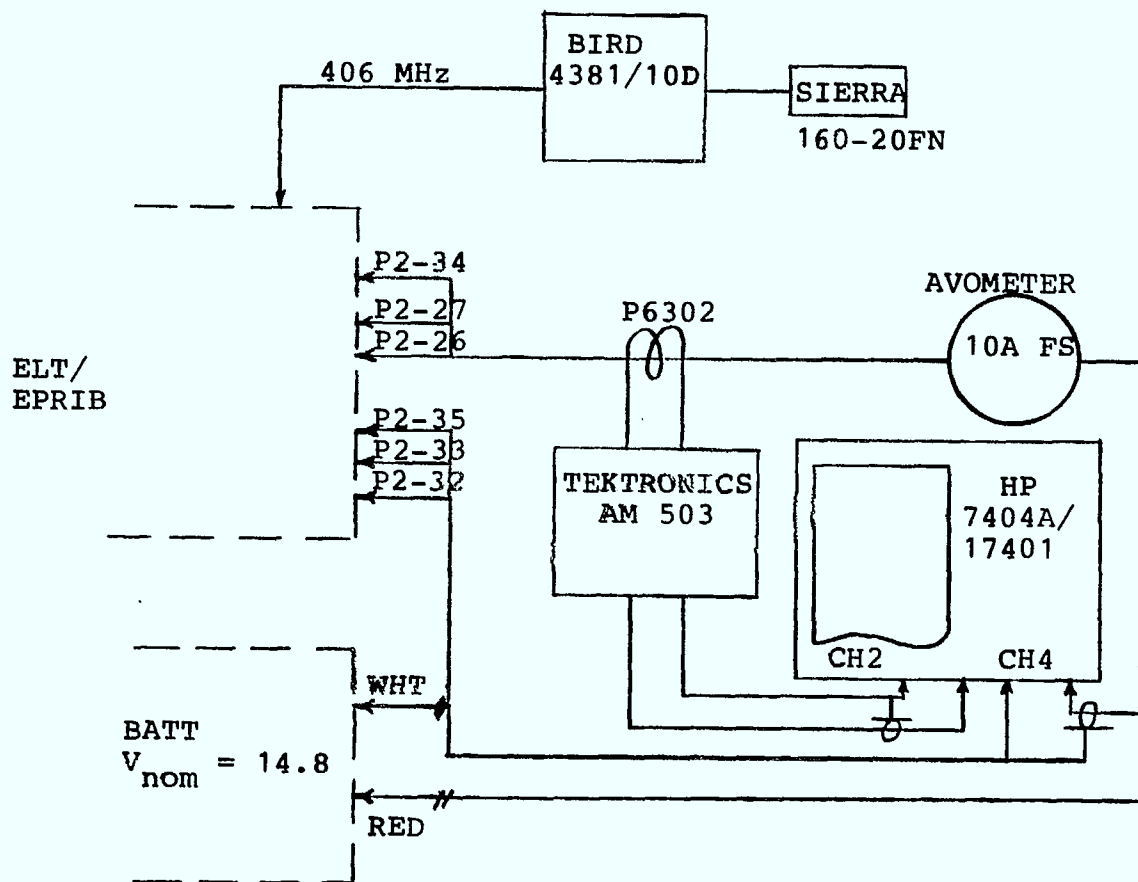 BIRD
4381/10D
406 MHz
SIERRA
160-20FN
P2-34
P2-27
P2-26
P6302
AVOMETER
10A FS
ELT/
EPRIB
P2-35
P2-33
P2-32
TEKTRONICS
AM 503
HP
7404A/
17401
CH2
CH4
WHT
BATT
Vnom = 14.8
RED